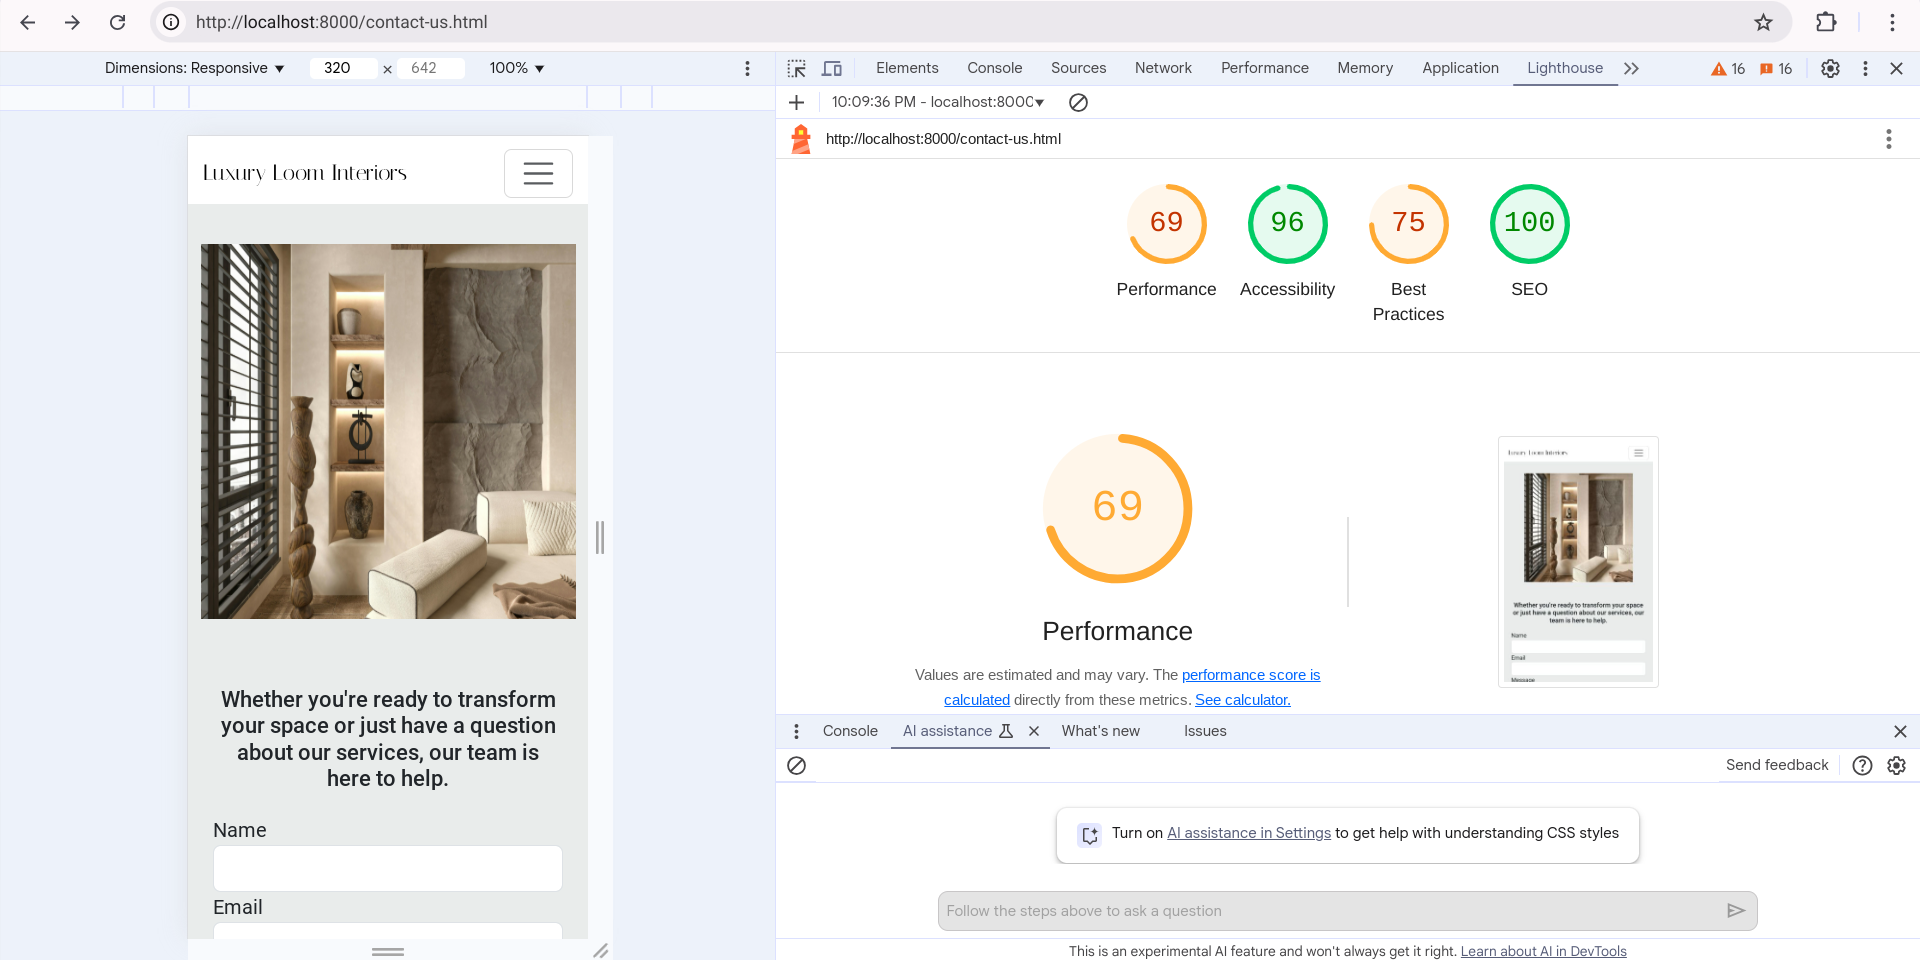 http://localhost:8000/contact-us.html
Dimensions: Responsive 320 × 642 100%
Elements Console Sources Network Performance Memory Application Lighthouse 16 16
10:09:36 PM - localhost:8000
http://localhost:8000/contact-us.html
Luxury Loom Interiors
69 96 75 100
Performance Accessibility Best Practices SEO
69
Performance
Values are estimated and may vary. The performance score is
calculated directly from these metrics. See calculator.
Luxury Loom Interiors
Whether you're ready to transform your space
or just have a question about our services, our
team is here to help.
Name
Email
Message
Whether you're ready to transform
your space or just have a question
about our services, our team is
here to help.
Name
Email
Console AI assistance What's new Issues
Send feedback
Turn on AI assistance in Settings to get help with understanding CSS styles
Follow the steps above to ask a question
This is an experimental AI feature and won't always get it right. Learn about AI in DevTools